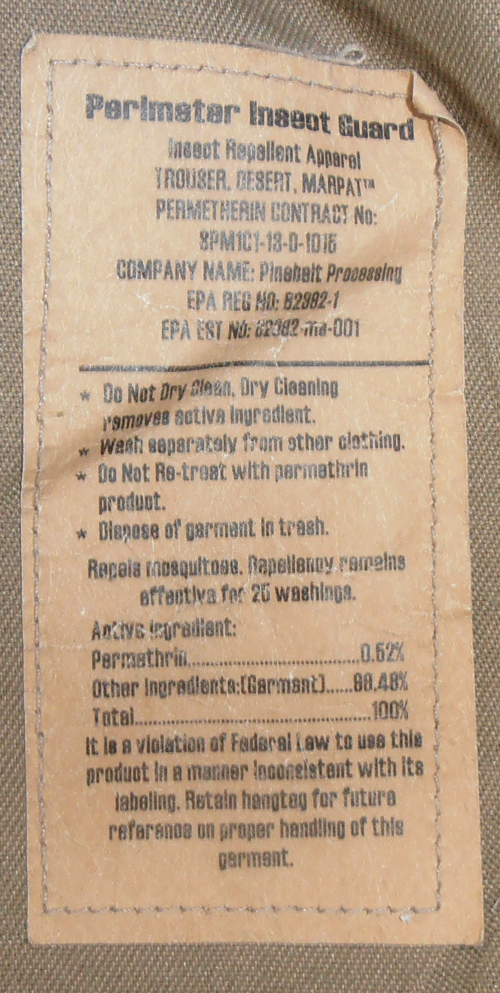 Perimeter Insect Guard
Insect Repellent Apparel
TROUSER, DESERT, MARPAT™
PERMETHERIN CONTRACT No:
SPM1C1-13-D-1015
COMPANY NAME: Pinebelt Processing
EPA REG NO: 82392-1
EPA EST NO: 82392-ms-001
* Do Not Dry Clean, Dry Cleaning
removes active ingredient.
* Wash separately from other clothing.
* Do Not Re-treat with permethrin
product.
* Dispose of garment in trash.
Repels mosquitoes. Repellency remains
effective for 25 washings.
Active Ingredient:
Permethrin..............................0.52%
Other Ingredients:(Garment)......99.48%
Total.......................................100%
It is a violation of Federal Law to use this
product in a manner inconsistent with its
labeling. Retain hangtag for future
reference on proper handling of this
garment.